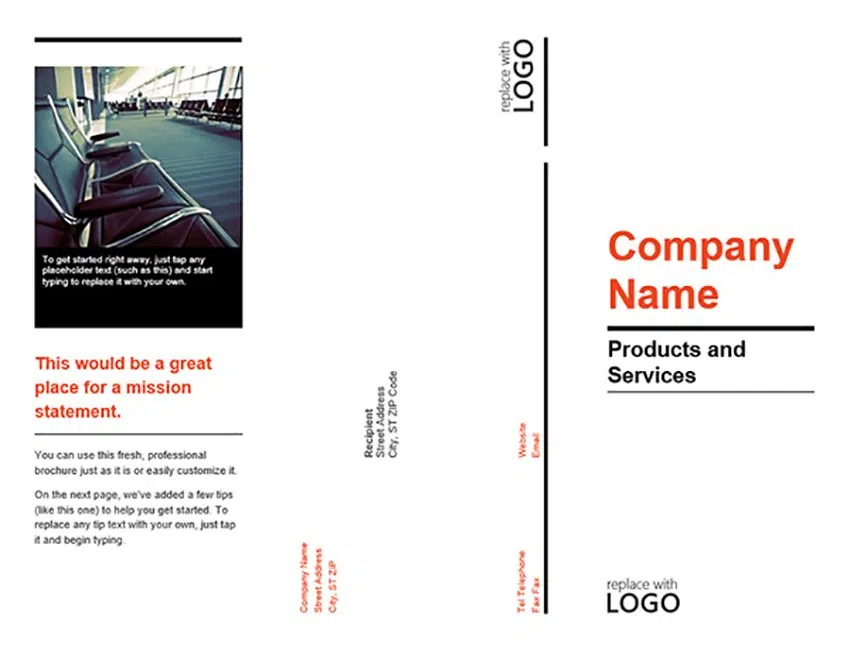 To get started right away, just tap any
placeholder text (such as this) and start
typing to replace it with your own.
This would be a great
place for a mission
statement.
You can use this fresh, professional
brochure just as it is or easily customize it.
On the next page, we've added a few tips
(like this one) to help you get started. To
replace any tip text with your own, just tap
it and begin typing.
Company Name
Street Address
City, ST ZIP
Recipient
Street Address
City, ST ZIP Code
replace with
LOGO
Website
Email
Tel Telephone
Fax Fax
Company
Name
Products and
Services
replace with
LOGO